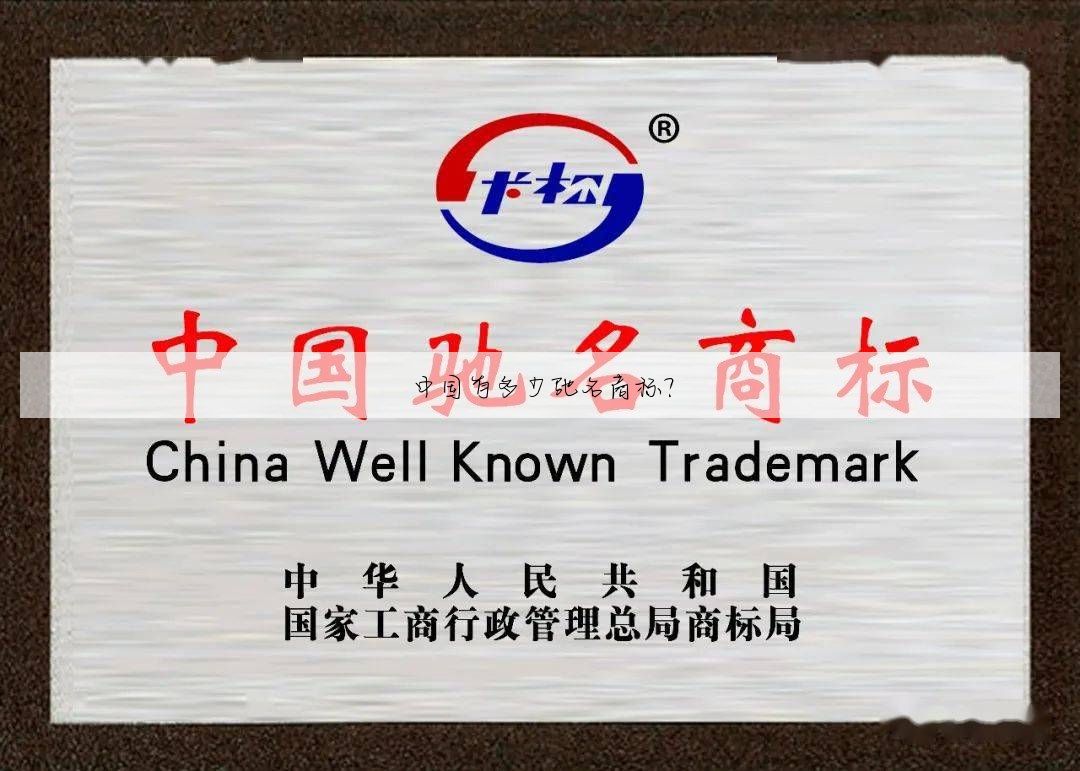 卡松
®
中国驰名商标
中国有多少驰名商标?
China Well Known Trademark
中华人民共和国
国家工商行政管理总局商标局